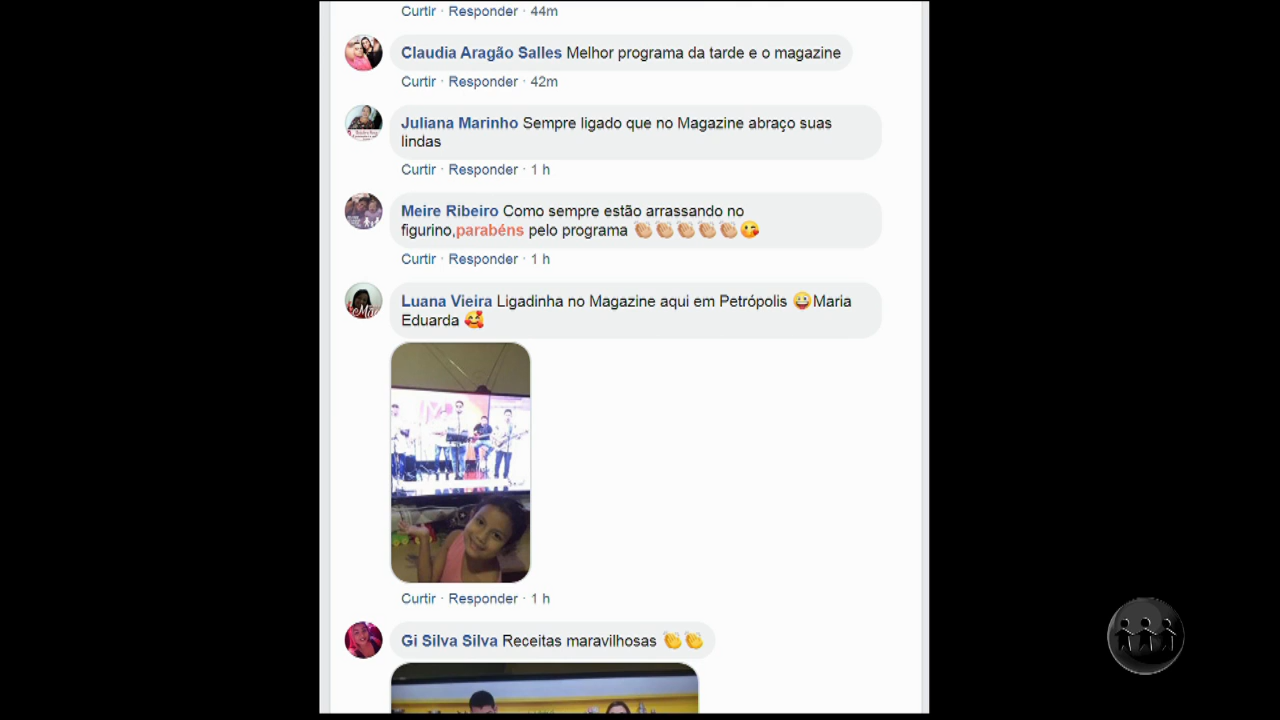 Curtir · Responder · 44m
Claudia Aragão Salles Melhor programa da tarde e o magazine
Curtir · Responder · 42m
Juliana Marinho Sempre ligado que no Magazine abraço suas
lindas
Curtir · Responder · 1 h
Meire Ribeiro Como sempre estão arrassando no
figurino,parabéns pelo programa 👏🏼👏🏼👏🏼👏🏼👏🏼😘
Curtir · Responder · 1 h
Luana Vieira Ligadinha no Magazine aqui em Petrópolis 😀Maria
Eduarda 🥰
Curtir · Responder · 1 h
Gi Silva Silva Receitas maravilhosas 👏👏